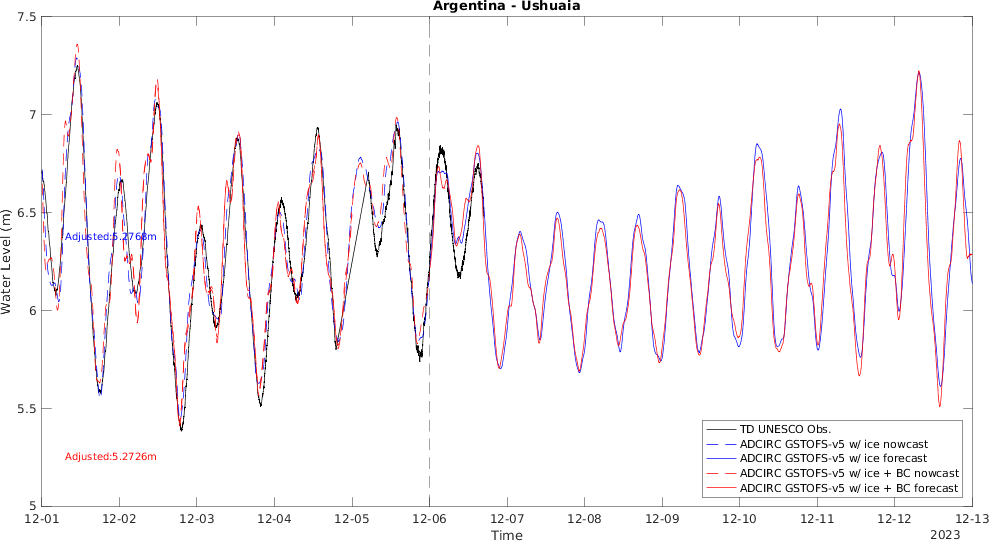 Argentina - Ushuaia
7.5
7
6.5
6
5.5
5
Water Level (m)
Adjusted:5.2768m
Adjusted:5.2726m
TD UNESCO Obs.
ADCIRC GSTOFS-v5 w/ ice nowcast
ADCIRC GSTOFS-v5 w/ ice forecast
ADCIRC GSTOFS-v5 w/ ice + BC nowcast
ADCIRC GSTOFS-v5 w/ ice + BC forecast
12-01 12-02 12-03 12-04 12-05 12-06 12-07 12-08 12-09 12-10 12-11 12-12 12-13
Time
2023